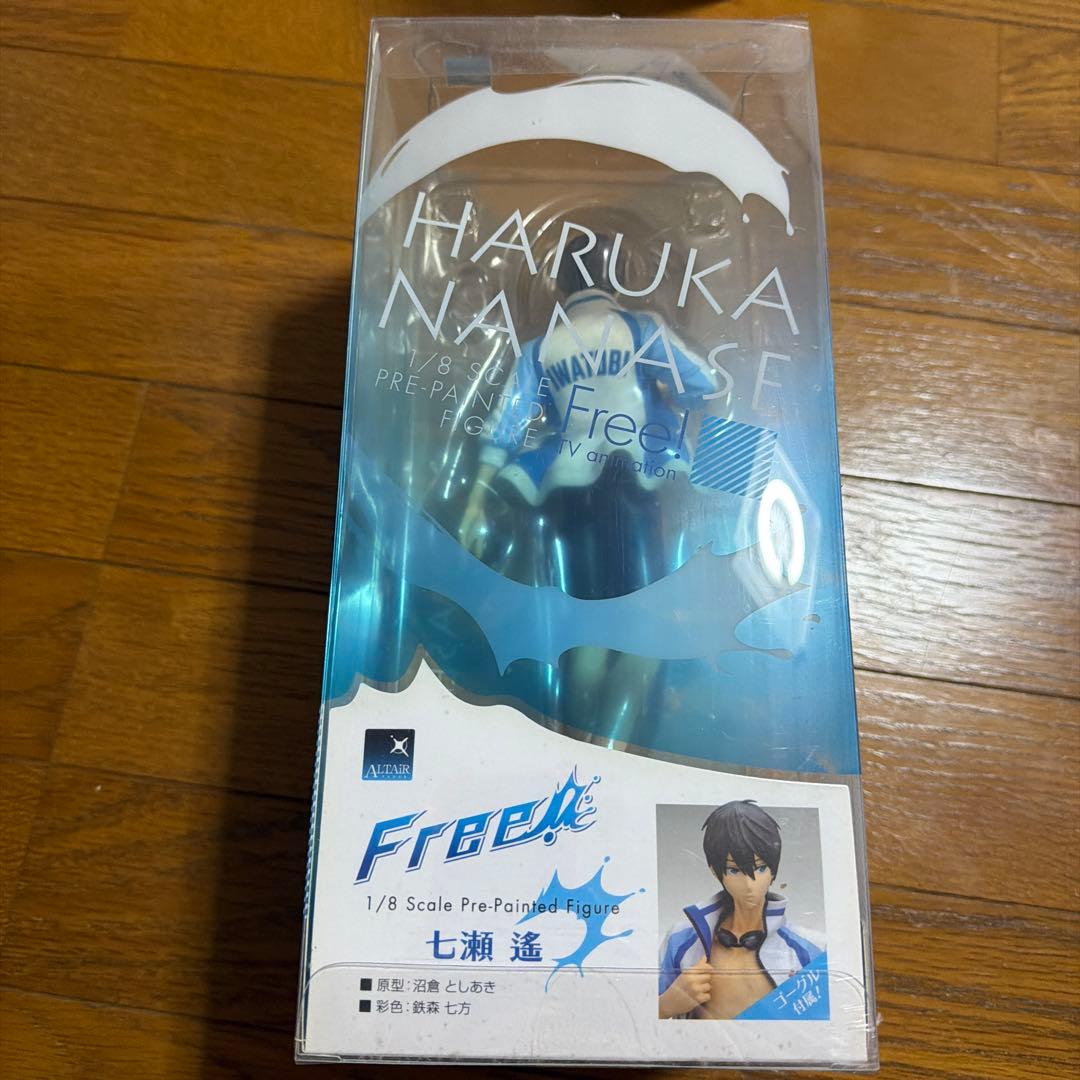 HARUKA
NANASE
1/8 SCALE
PRE-PAINTED
FIGURE
IWATOBI
Free!
TV animation
ALTAIR
Free!
1/8 Scale Pre-Painted Figure
七瀬 遙
■原型：沼倉 としあき
■彩色：鉄森 七方
ゴーグル
付属！